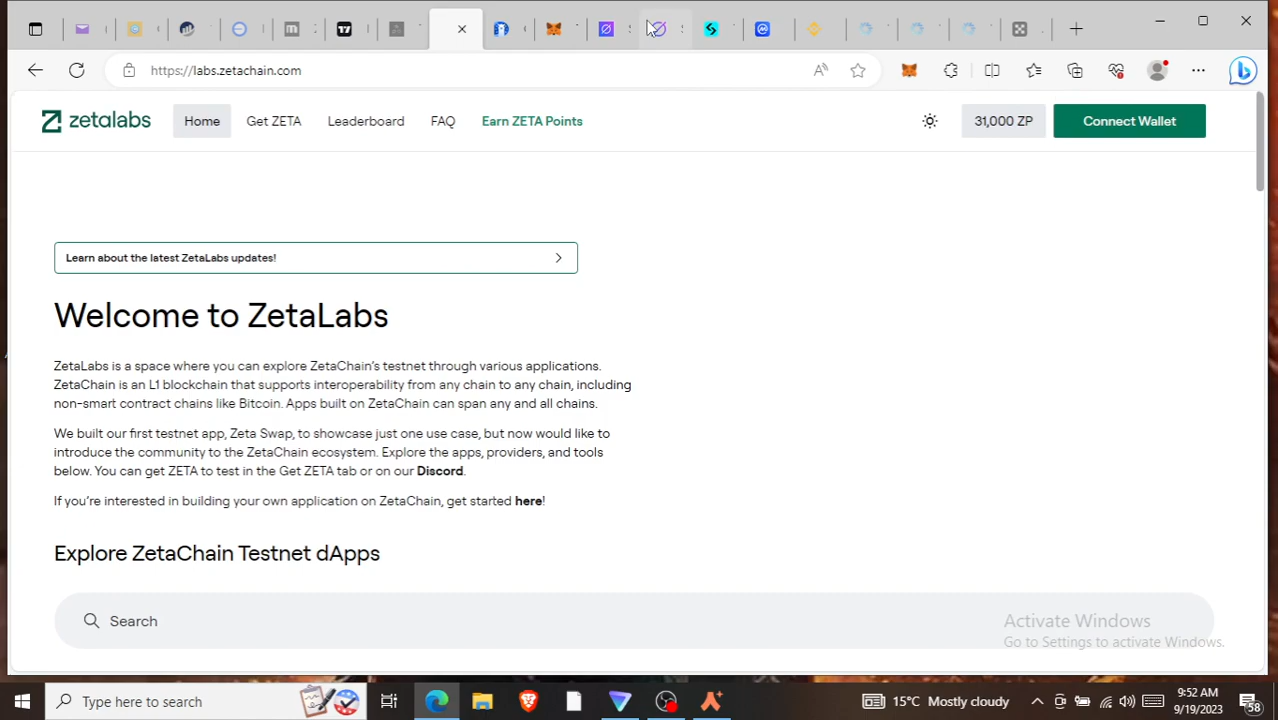 https://labs.zetachain.com
zetalabs
Home
Get ZETA
Leaderboard
FAQ
Earn ZETA Points
31,000 ZP
Connect Wallet
Learn about the latest ZetaLabs updates!
Welcome to ZetaLabs
ZetaLabs is a space where you can explore ZetaChain's testnet through various applications.
ZetaChain is an L1 blockchain that supports interoperability from any chain to any chain, including
non-smart contract chains like Bitcoin. Apps built on ZetaChain can span any and all chains.
We built our first testnet app, Zeta Swap, to showcase just one use case, but now would like to
introduce the community to the ZetaChain ecosystem. Explore the apps, providers, and tools
below. You can get ZETA to test in the Get ZETA tab or on our Discord.
If you're interested in building your own application on ZetaChain, get started here!
Explore ZetaChain Testnet dApps
Search
Activate Windows
Go to Settings to activate Windows.
Type here to search
15°C Mostly cloudy
9:52 AM
9/19/2023
58